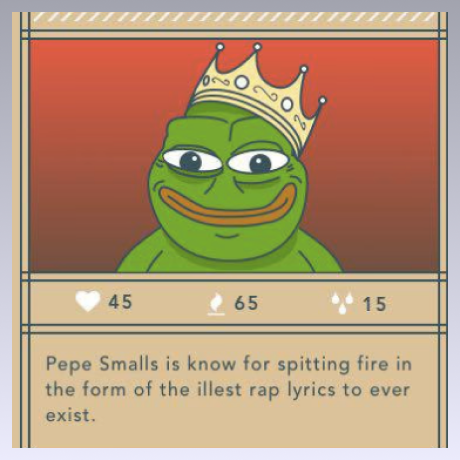 45 65 15
Pepe Smalls is know for spitting fire in
the form of the illest rap lyrics to ever
exist.